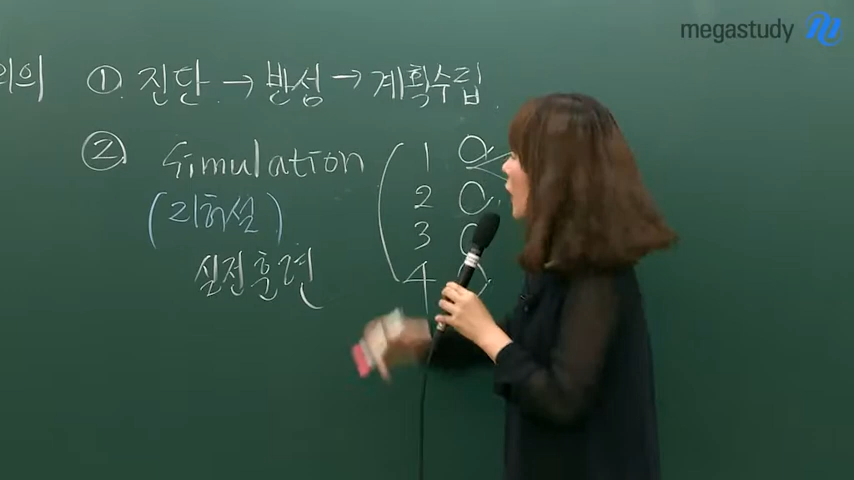 megastudy
의의 ① 진단 → 반성 → 계획수립
② Simulation
(리허설)
실전훈련
1
2
3
4